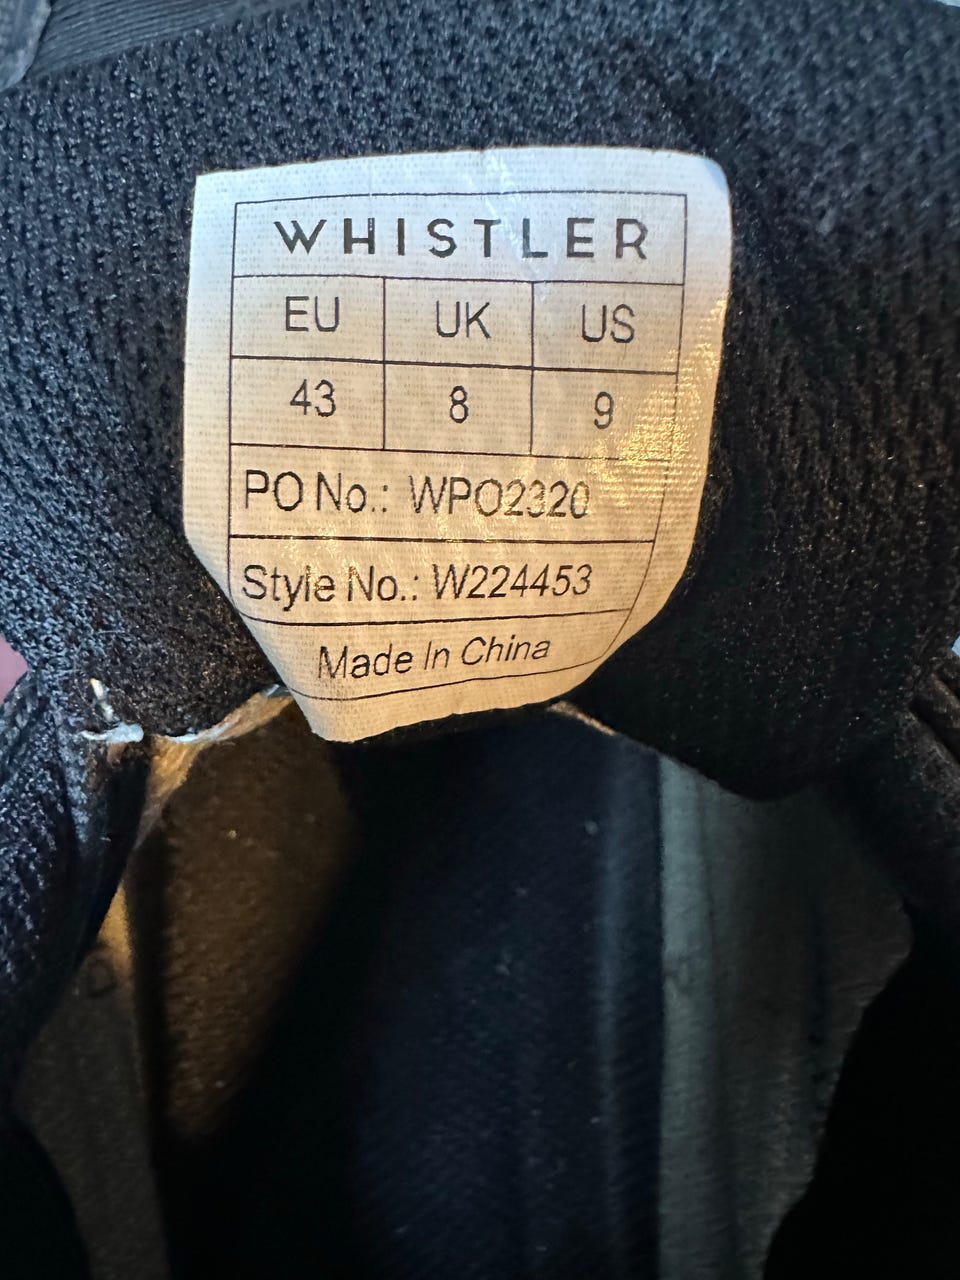 WHISTLER
EU UK US
43 8 9
PO No.: WPO2320
Style No.: W224453
Made In China